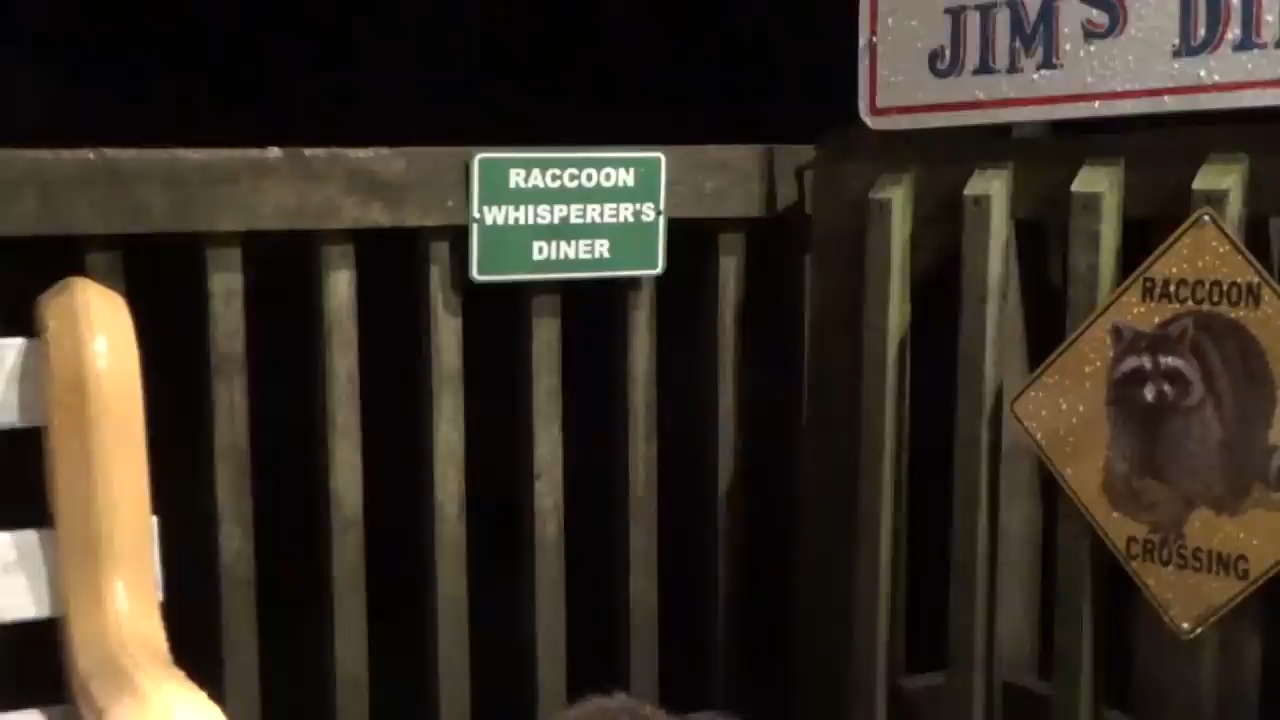 RACCOON
WHISPERER'S
DINER
JIM'S
RACCOON
CROSSING